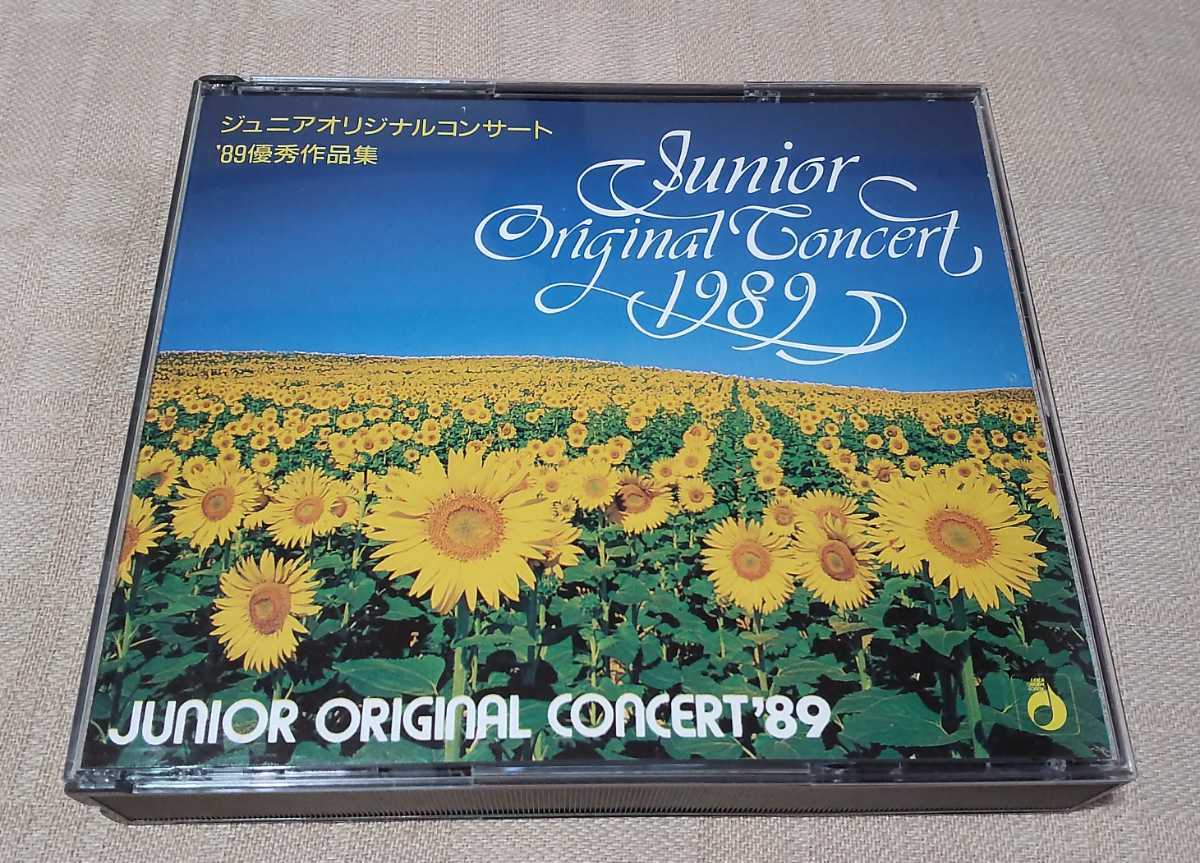 ジュニアオリジナルコンサート
'89優秀作品集
Junior
Original Concert
1989
JUNIOR ORIGINAL CONCERT'89